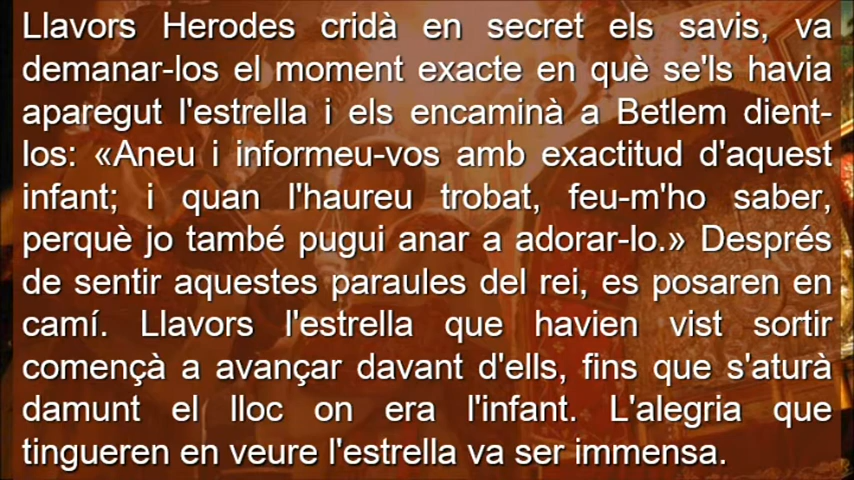 Llavors Herodes cridà en secret els savis, va
demanar-los el moment exacte en què se'ls havia
aparegut l'estrella i els encaminà a Betlem dient-
los: «Aneu i informeu-vos amb exactitud d'aquest
infant; i quan l'haureu trobat, feu-m'ho saber,
perquè jo també pugui anar a adorar-lo.» Després
de sentir aquestes paraules del rei, es posaren en
camí. Llavors l'estrella que havien vist sortir
començà a avançar davant d'ells, fins que s'aturà
damunt el lloc on era l'infant. L'alegria que
tingueren en veure l'estrella va ser immensa.